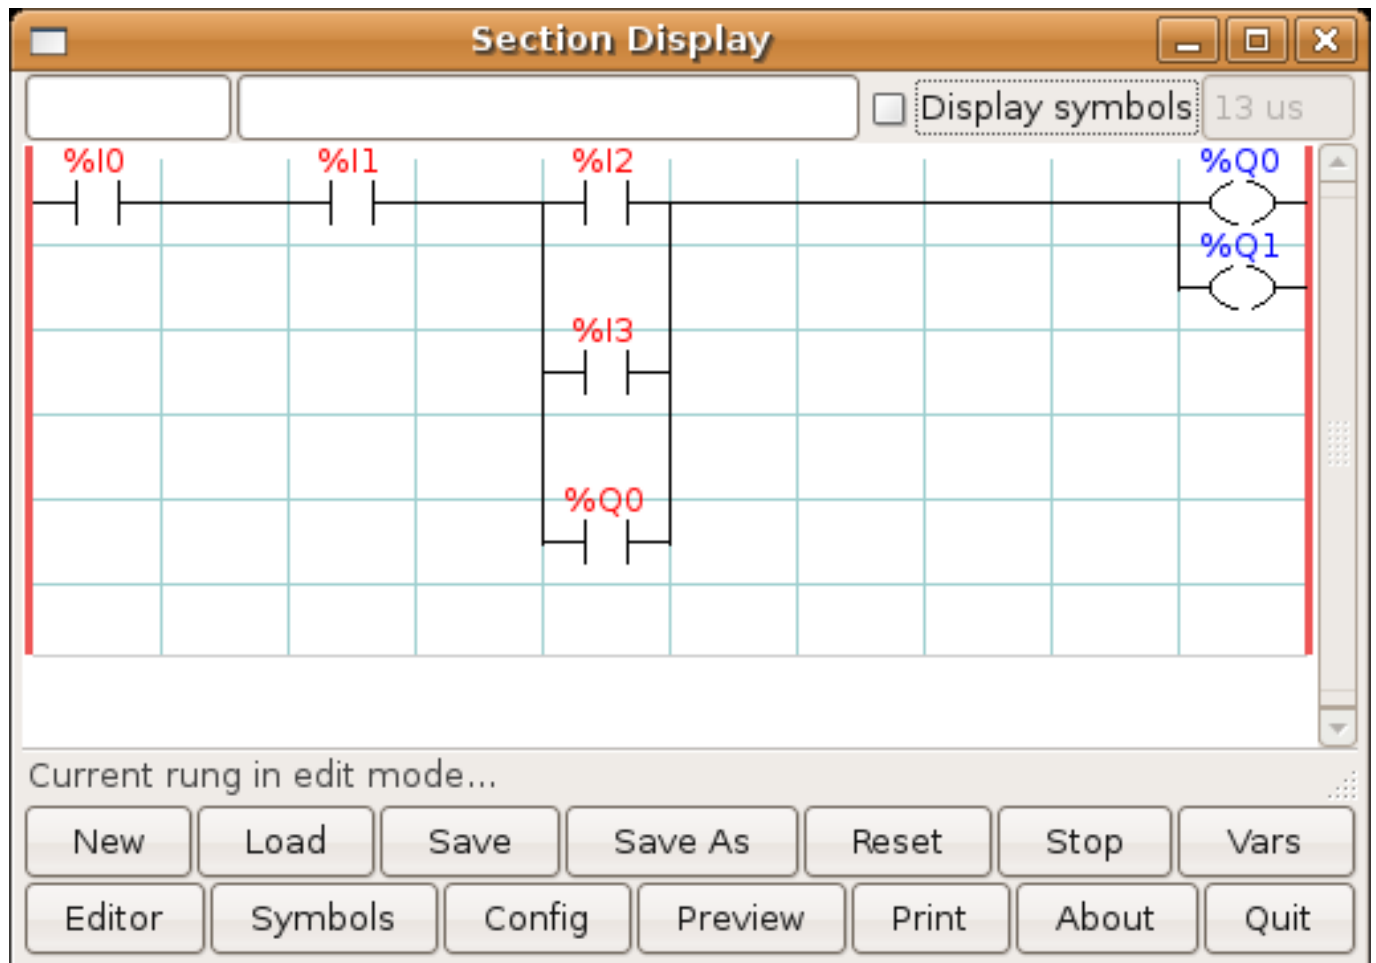 Section Display
Display symbols 13 us
%I0 %I1 %I2 %Q0
%Q1
%I3
%Q0
Current rung in edit mode...
New Load Save Save As Reset Stop Vars
Editor Symbols Config Preview Print About Quit